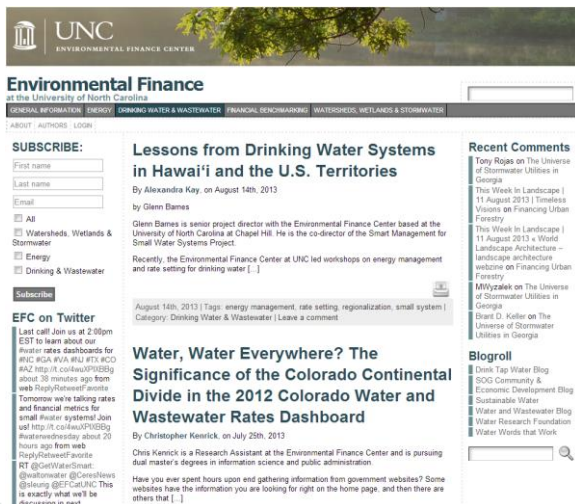 UNC
ENVIRONMENTAL FINANCE CENTER
Environmental Finance
at the University of North Carolina
GENERAL INFORMATION ENERGY DRINKING WATER & WASTEWATER FINANCIAL BENCHMARKING WATERSHEDS, WETLANDS & STORMWATER
ABOUT AUTHORS LOGIN
SUBSCRIBE:
First name
Last name
Email
All
Watersheds, Wetlands &
Stormwater
Energy
Drinking & Wastewater
Subscribe
EFC on Twitter
Last call! Join us at 2:00pm
EST to learn about our
#water rates dashboards for
#NC #GA #VA #NJ #TX #CO
#AZ http://t.co/4wuXPIXBBg
about 38 minutes ago from
web ReplyRetweetFavorite
Tomorrow we're talking rates
and financial metrics for
small #water systems! Join
us! http://t.co/4wuXPIXBBg
#waterwednesday about 20
hours ago from web
ReplyRetweetFavorite
RT @GetWaterSmart:
@waltonwater @CeresNews
@sleung @EFCatUNC This
is exactly what we'll be
discussing in next
Lessons from Drinking Water Systems
in Hawai‘i and the U.S. Territories
By Alexandra Kay, on August 14th, 2013
by Glenn Barnes
Glenn Barnes is senior project director with the Environmental Finance Center based at the
University of North Carolina at Chapel Hill. He is the co-director of the Smart Management for
Small Water Systems Project.
Recently, the Environmental Finance Center at UNC led workshops on energy management
and rate setting for drinking water [...]
August 14th, 2013 | Tags: energy management, rate setting, regionalization, small system |
Category: Drinking Water & Wastewater | Leave a comment
Water, Water Everywhere? The
Significance of the Colorado Continental
Divide in the 2012 Colorado Water and
Wastewater Rates Dashboard
By Christopher Kenrick, on July 25th, 2013
Chris Kenrick is a Research Assistant at the Environmental Finance Center and is pursuing
dual master's degrees in information science and public administration.
Have you ever spent hours upon end gathering information from government websites? Some
websites have the information you are looking for right on the home page, and then there are
others that [...]
Recent Comments
Tony Rojas on The Universe
of Stormwater Utilities in
Georgia
This Week In Landscape |
11 August 2013 | Timeless
Visions on Financing Urban
Forestry
This Week In Landscape |
11 August 2013 « World
Landscape Architecture –
landscape architecture
webzine on Financing Urban
Forestry
MWyzalek on The Universe
of Stormwater Utilities in
Georgia
Brant D. Keller on The
Universe of Stormwater
Utilities in Georgia
Blogroll
Drink Tap Water Blog
SOG Community &
Economic Development Blog
Sustainable Water
Water and Wastewater Blog
Water Research Foundation
Water Words that Work